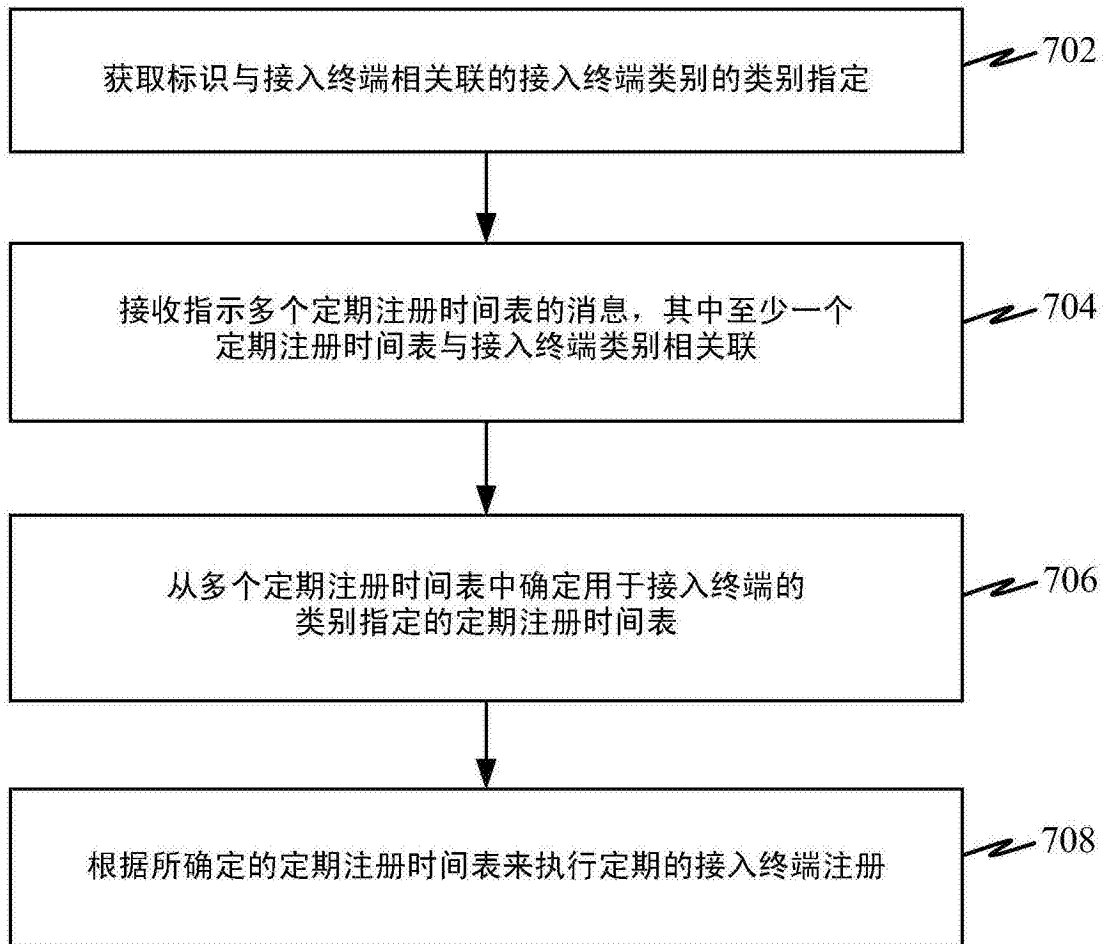 获取标识与接入终端相关联的接入终端类别的类别指定
702
接收指示多个定期注册时间表的消息，其中至少一个
定期注册时间表与接入终端类别相关联
704
从多个定期注册时间表中确定用于接入终端的
类别指定的定期注册时间表
706
根据所确定的定期注册时间表来执行定期的接入终端注册
708